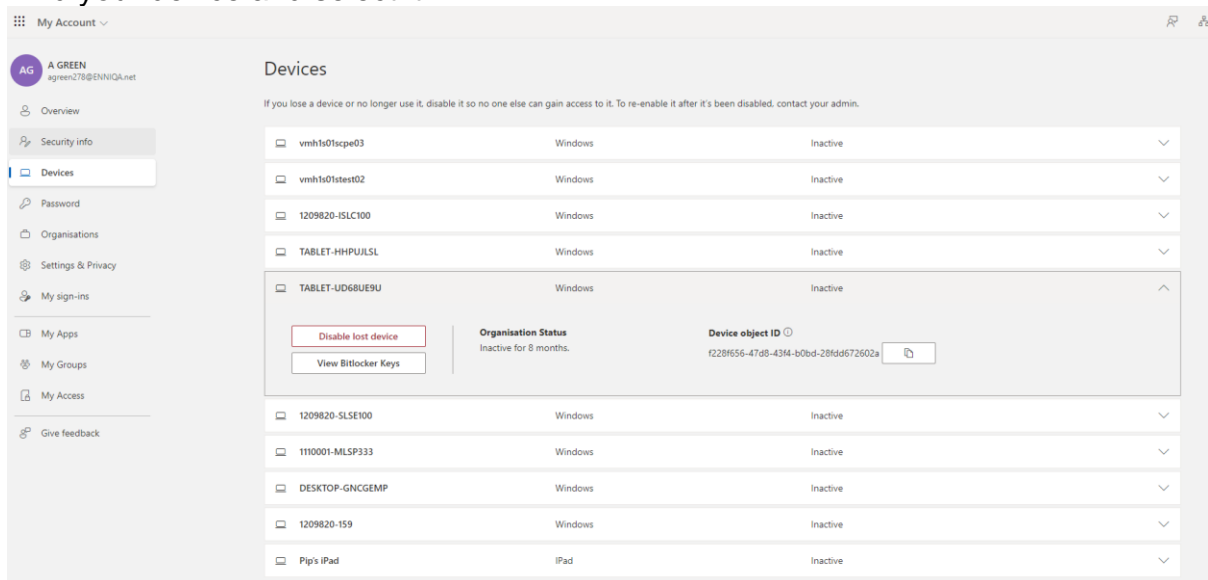 My Account
AG
A GREEN
agreen278@ENNIQA.net
Overview
Security info
Devices
Password
Organisations
Settings & Privacy
My sign-ins
My Apps
My Groups
My Access
Give feedback
Devices
If you lose a device or no longer use it, disable it so no one else can gain access to it. To re-enable it after it's been disabled, contact your admin.
vmh1s01scpe03 Windows Inactive
vmh1s01stest02 Windows Inactive
1209820-ISLC100 Windows Inactive
TABLET-HHPUJLSL Windows Inactive
TABLET-UD68UE9U Windows Inactive
Disable lost device
View Bitlocker Keys
Organisation Status
Inactive for 8 months.
Device object ID
f228f656-47d8-43f4-b0bd-28fdd672602a
1209820-SLSE100 Windows Inactive
1110001-MLSP333 Windows Inactive
DESKTOP-GNCGEMP Windows Inactive
1209820-159 Windows Inactive
Pip's iPad IPad Inactive